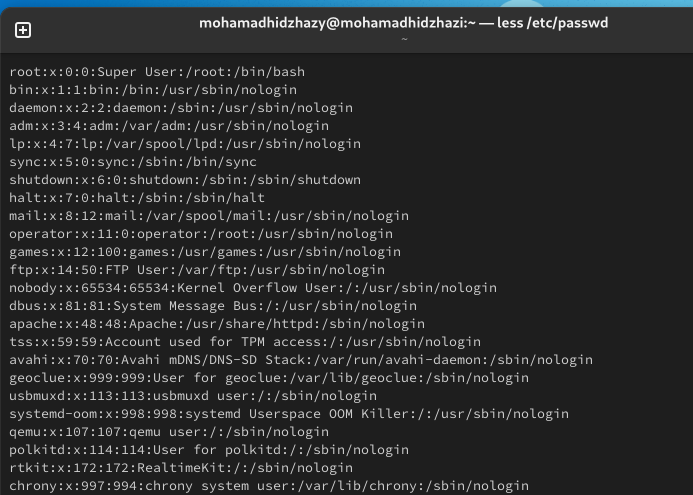 mohamadhidzhazy@mohamadhidzhazi:~ — less /etc/passwd
~
root:x:0:0:Super User:/root:/bin/bash
bin:x:1:1:bin:/bin:/usr/sbin/nologin
daemon:x:2:2:daemon:/sbin:/usr/sbin/nologin
adm:x:3:4:adm:/var/adm:/usr/sbin/nologin
lp:x:4:7:lp:/var/spool/lpd:/usr/sbin/nologin
sync:x:5:0:sync:/sbin:/bin/sync
shutdown:x:6:0:shutdown:/sbin:/sbin/shutdown
halt:x:7:0:halt:/sbin:/sbin/halt
mail:x:8:12:mail:/var/spool/mail:/usr/sbin/nologin
operator:x:11:0:operator:/root:/usr/sbin/nologin
games:x:12:100:games:/usr/games:/usr/sbin/nologin
ftp:x:14:50:FTP User:/var/ftp:/usr/sbin/nologin
nobody:x:65534:65534:Kernel Overflow User:/:/usr/sbin/nologin
dbus:x:81:81:System Message Bus:/:/usr/sbin/nologin
apache:x:48:48:Apache:/usr/share/httpd:/sbin/nologin
tss:x:59:59:Account used for TPM access:/:/usr/sbin/nologin
avahi:x:70:70:Avahi mDNS/DNS-SD Stack:/var/run/avahi-daemon:/sbin/nologin
geoclue:x:999:999:User for geoclue:/var/lib/geoclue:/sbin/nologin
usbmuxd:x:113:113:usbmuxd user:/:/sbin/nologin
systemd-oom:x:998:998:systemd Userspace OOM Killer:/:/usr/sbin/nologin
qemu:x:107:107:qemu user:/:/sbin/nologin
polkitd:x:114:114:User for polkitd:/:/sbin/nologin
rtkit:x:172:172:RealtimeKit:/:/sbin/nologin
chrony:x:997:994:chrony system user:/var/lib/chrony:/sbin/nologin